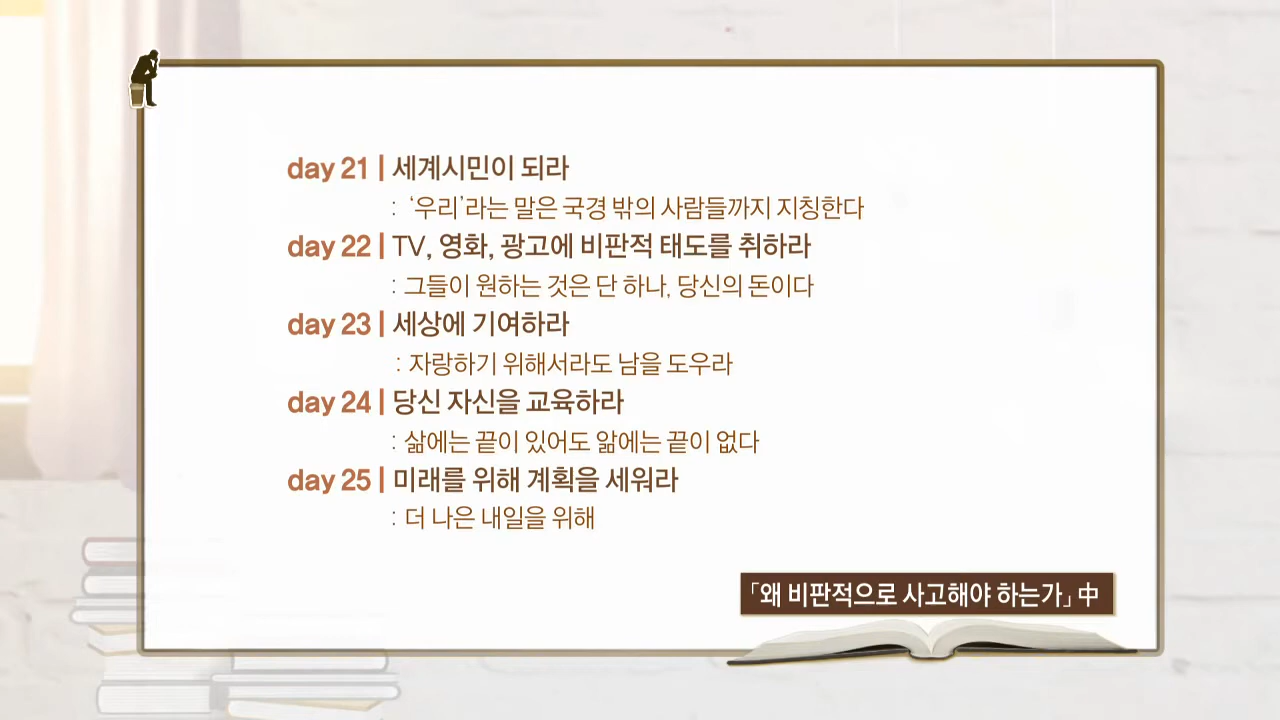 day 21 | 세계시민이 되라
: ‘우리’라는 말은 국경 밖의 사람들까지 지칭한다
day 22 | TV, 영화, 광고에 비판적 태도를 취하라
: 그들이 원하는 것은 단 하나, 당신의 돈이다
day 23 | 세상에 기여하라
: 자랑하기 위해서라도 남을 도우라
day 24 | 당신 자신을 교육하라
: 삶에는 끝이 있어도 앎에는 끝이 없다
day 25 | 미래를 위해 계획을 세워라
: 더 나은 내일을 위해
「왜 비판적으로 사고해야 하는가」中